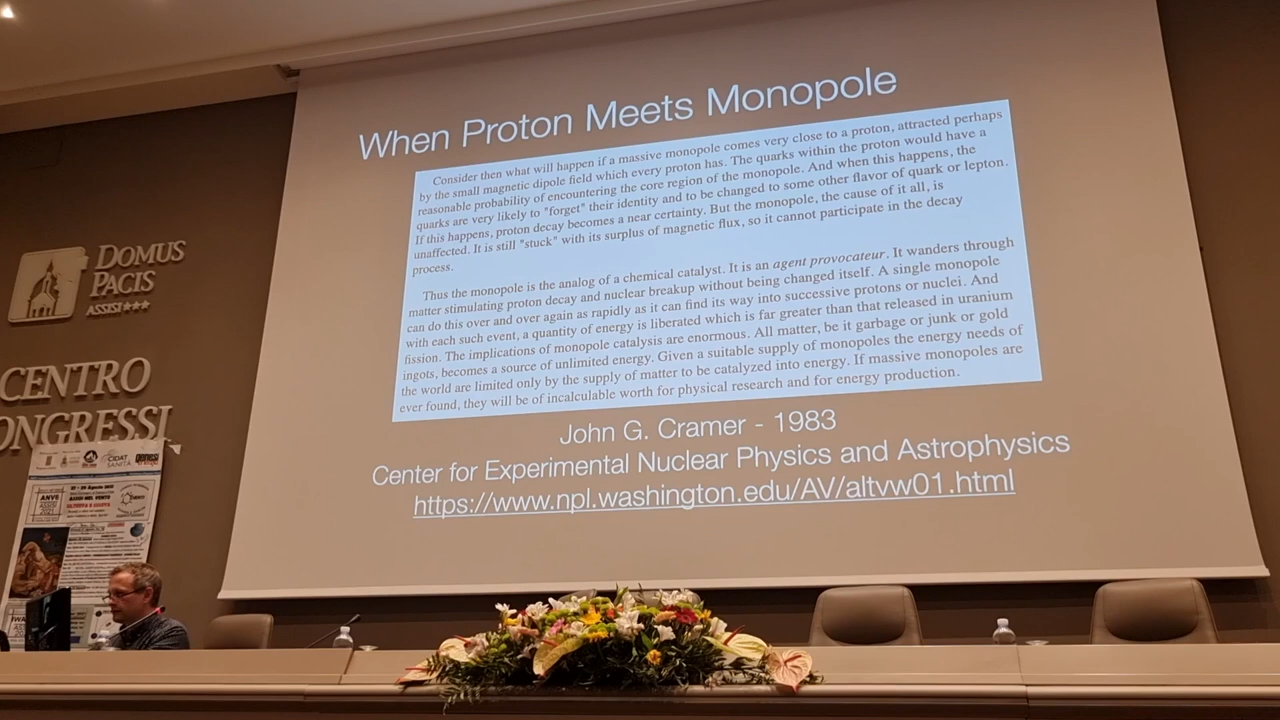 When Proton Meets Monopole
Consider then what will happen if a massive monopole comes very close to a proton, attracted perhaps
by the small magnetic dipole field which every proton has. The quarks within the proton would have a
reasonable probability of encountering the core region of the monopole. And when this happens, the
quarks are very likely to "forget" their identity and to be changed to some other flavor of quark or lepton.
If this happens, proton decay becomes a near certainty. But the monopole, the cause of it all, is
unaffected. It is still "stuck" with its surplus of magnetic flux, so it cannot participate in the decay
process.
Thus the monopole is the analog of a chemical catalyst. It is an agent provocateur. It wanders through
matter stimulating proton decay and nuclear breakup without being changed itself. A single monopole
can do this over and over again as rapidly as it can find its way into successive protons or nuclei. And
with each such event, a quantity of energy is liberated which is far greater than that released in uranium
fission. The implications of monopole catalysis are enormous. All matter, be it garbage or junk or gold
ingots, becomes a source of unlimited energy. Given a suitable supply of monopoles the energy needs of
the world are limited only by the supply of matter to be catalyzed into energy. If massive monopoles are
ever found, they will be of incalculable worth for physical research and for energy production.
John G. Cramer - 1983
Center for Experimental Nuclear Physics and Astrophysics
https://www.npl.washington.edu/AV/altvw01.html
DOMUS
PACIS
ASSISI★★★
CENTRO
ONGRESSI
CIDAT
SANITÀ
ANVU
ASSISI
2021